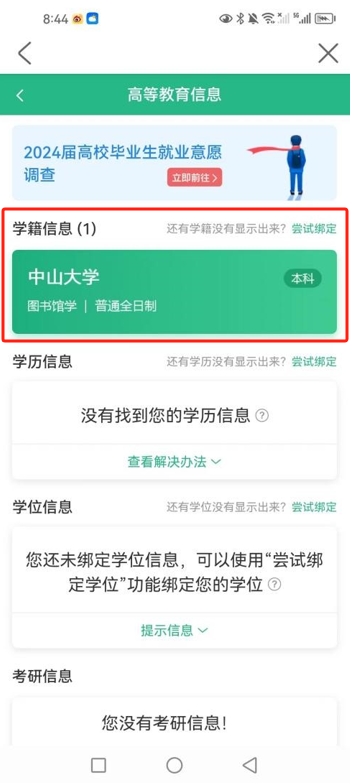 8:44
高等教育信息
2024届高校毕业生就业意愿
调查
立即前往 >
学籍信息 (1)
还有学籍没有显示出来? 尝试绑定
中山大学
本科
图书馆学 | 普通全日制
学历信息
还有学历没有显示出来? 尝试绑定
没有找到您的学历信息 ?
查看解决办法
学位信息
还有学位没有显示出来? 尝试绑定
您还未绑定学位信息，可以使用“尝试绑
定学位”功能绑定您的学位 ?
提示信息
考研信息
您没有考研信息！